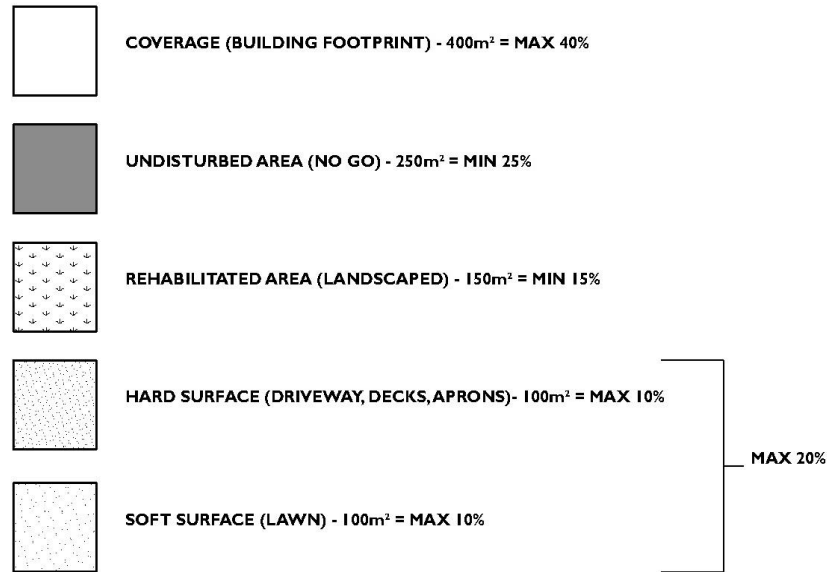 COVERAGE (BUILDING FOOTPRINT) - 400m² = MAX 40%
UNDISTURBED AREA (NO GO) - 250m² = MIN 25%
REHABILITATED AREA (LANDSCAPED) - 150m² = MIN 15%
HARD SURFACE (DRIVEWAY, DECKS, APRONS)- 100m² = MAX 10%
MAX 20%
SOFT SURFACE (LAWN) - 100m² = MAX 10%